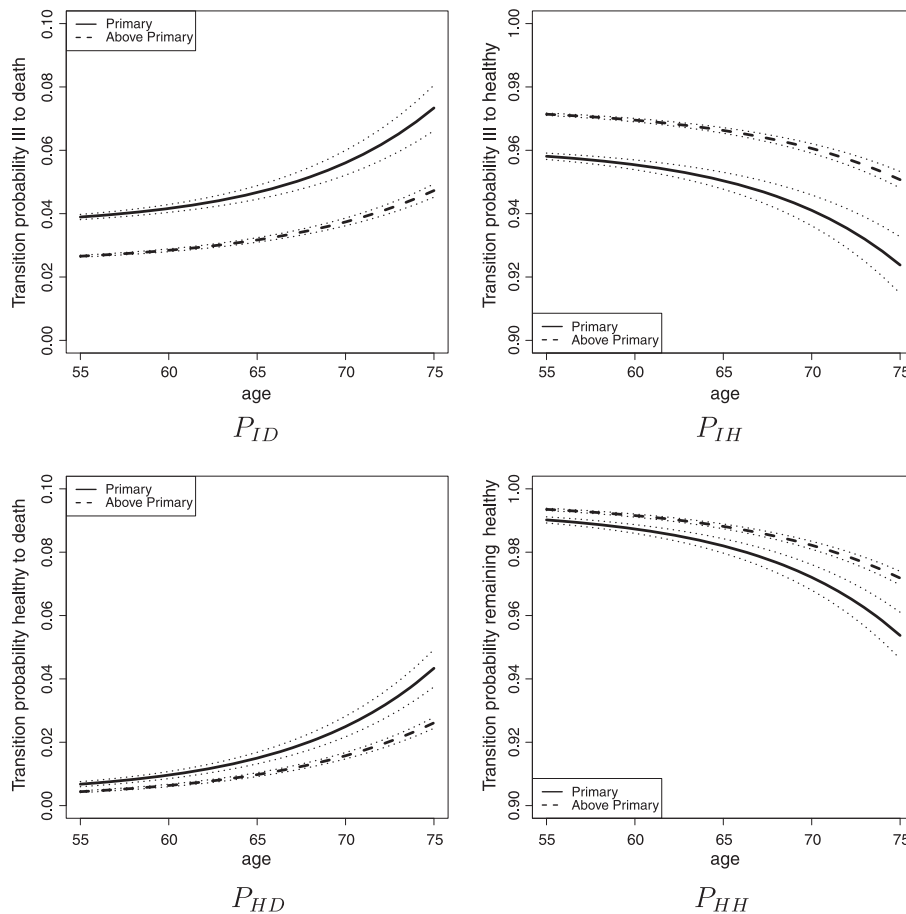 Transition probability Ill to death
0.00 0.02 0.04 0.06 0.08 0.10
Primary
Above Primary
55 60 65 70 75
age
P_ID
Transition probability Ill to healthy
0.90 0.92 0.94 0.96 0.98 1.00
Primary
Above Primary
55 60 65 70 75
age
P_IH
Transition probability healthy to death
0.00 0.02 0.04 0.06 0.08 0.10
Primary
Above Primary
55 60 65 70 75
age
P_HD
Transition probability remaining healthy
0.90 0.92 0.94 0.96 0.98 1.00
Primary
Above Primary
55 60 65 70 75
age
P_HH